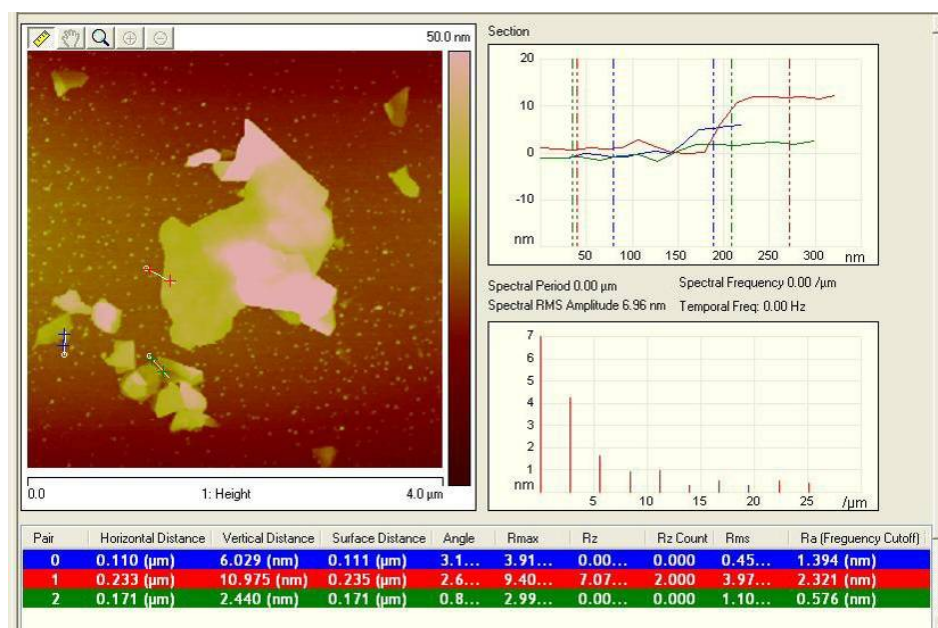 50.0 nm
0.0 1: Height 4.0 µm
Section
20
10
0
-10
nm
50 100 150 200 250 300 nm
Spectral Period 0.00 µm Spectral Frequency 0.00 /µm
Spectral RMS Amplitude 6.96 nm Temporal Freq: 0.00 Hz
7
6
5
4
3
2
1
nm
5 10 15 20 25 /µm
Pair Horizontal Distance Vertical Distance Surface Distance Angle Rmax Rz Rz Count Rms Ra (Freguency Cutoff)
0 0.110 (µm) 6.029 (nm) 0.111 (µm) 3.1... 3.91... 0.00... 0.000 0.45... 1.394 (nm)
1 0.233 (µm) 10.975 (nm) 0.235 (µm) 2.6... 9.40... 7.07... 2.000 3.97... 2.321 (nm)
2 0.171 (µm) 2.440 (nm) 0.171 (µm) 0.8... 2.99... 0.00... 0.000 1.10... 0.576 (nm)